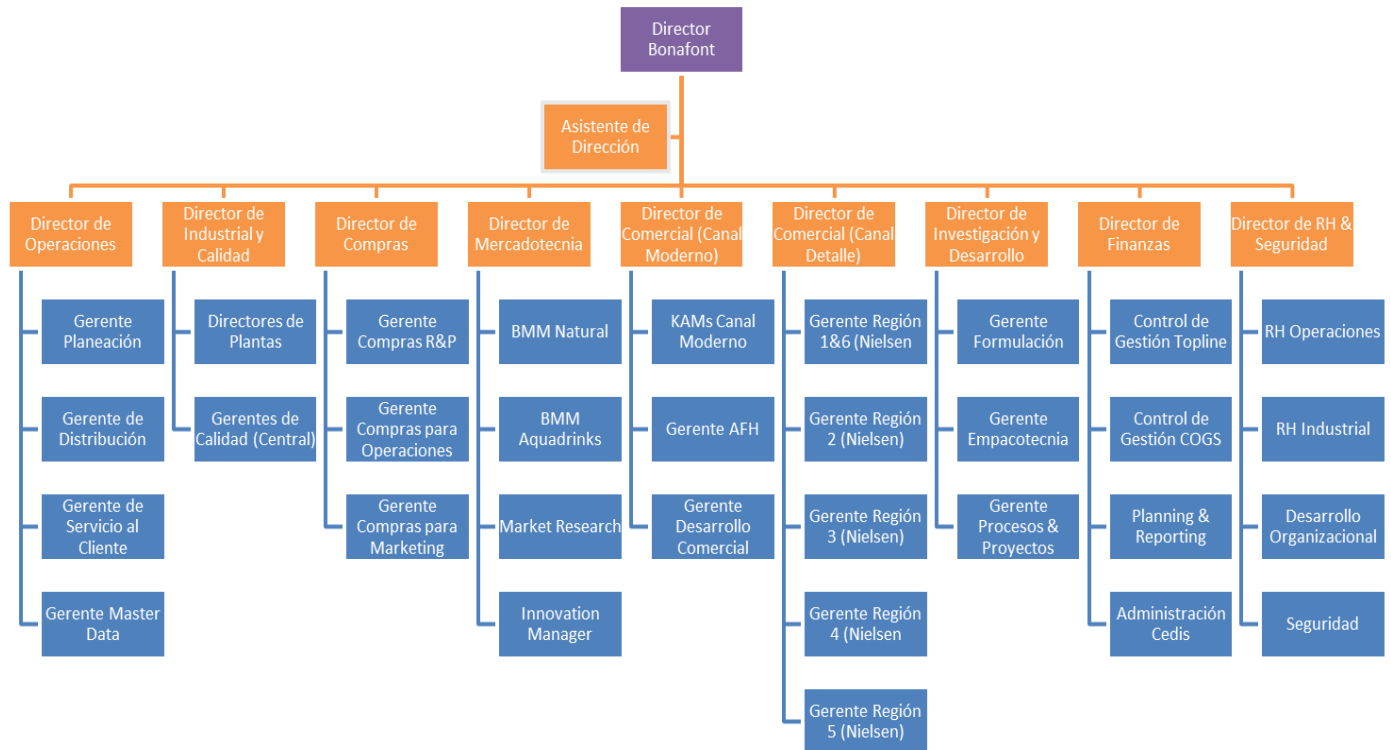 Director
Bonafont
Asistente de
Dirección
Director de
Operaciones
Director de
Industrial y
Calidad
Director de
Compras
Director de
Mercadotecnia
Director de
Comercial (Canal
Moderno)
Director de
Comercial (Canal
Detalle)
Director de
Investigación y
Desarrollo
Director de
Finanzas
Director de RH &
Seguridad
Gerente
Planeación
Directores de
Plantas
Gerente
Compras R&P
BMM Natural
KAMs Canal
Moderno
Gerente Región
1&6 (Nielsen
Gerente
Formulación
Control de
Gestión Topline
RH Operaciones
Gerente de
Distribución
Gerentes de
Calidad (Central)
Gerente
Compras para
Operaciones
BMM
Aquadrinks
Gerente AFH
Gerente Región
2 (Nielsen)
Gerente
Empacotecnia
Control de
Gestión COGS
RH Industrial
Gerente de
Servicio al
Cliente
Gerente
Compras para
Marketing
Market Research
Gerente
Desarrollo
Comercial
Gerente Región
3 (Nielsen)
Gerente
Procesos &
Proyectos
Planning &
Reporting
Desarrollo
Organizacional
Gerente Master
Data
Innovation
Manager
Gerente Región
4 (Nielsen
Administración
Cedis
Seguridad
Gerente Región
5 (Nielsen)